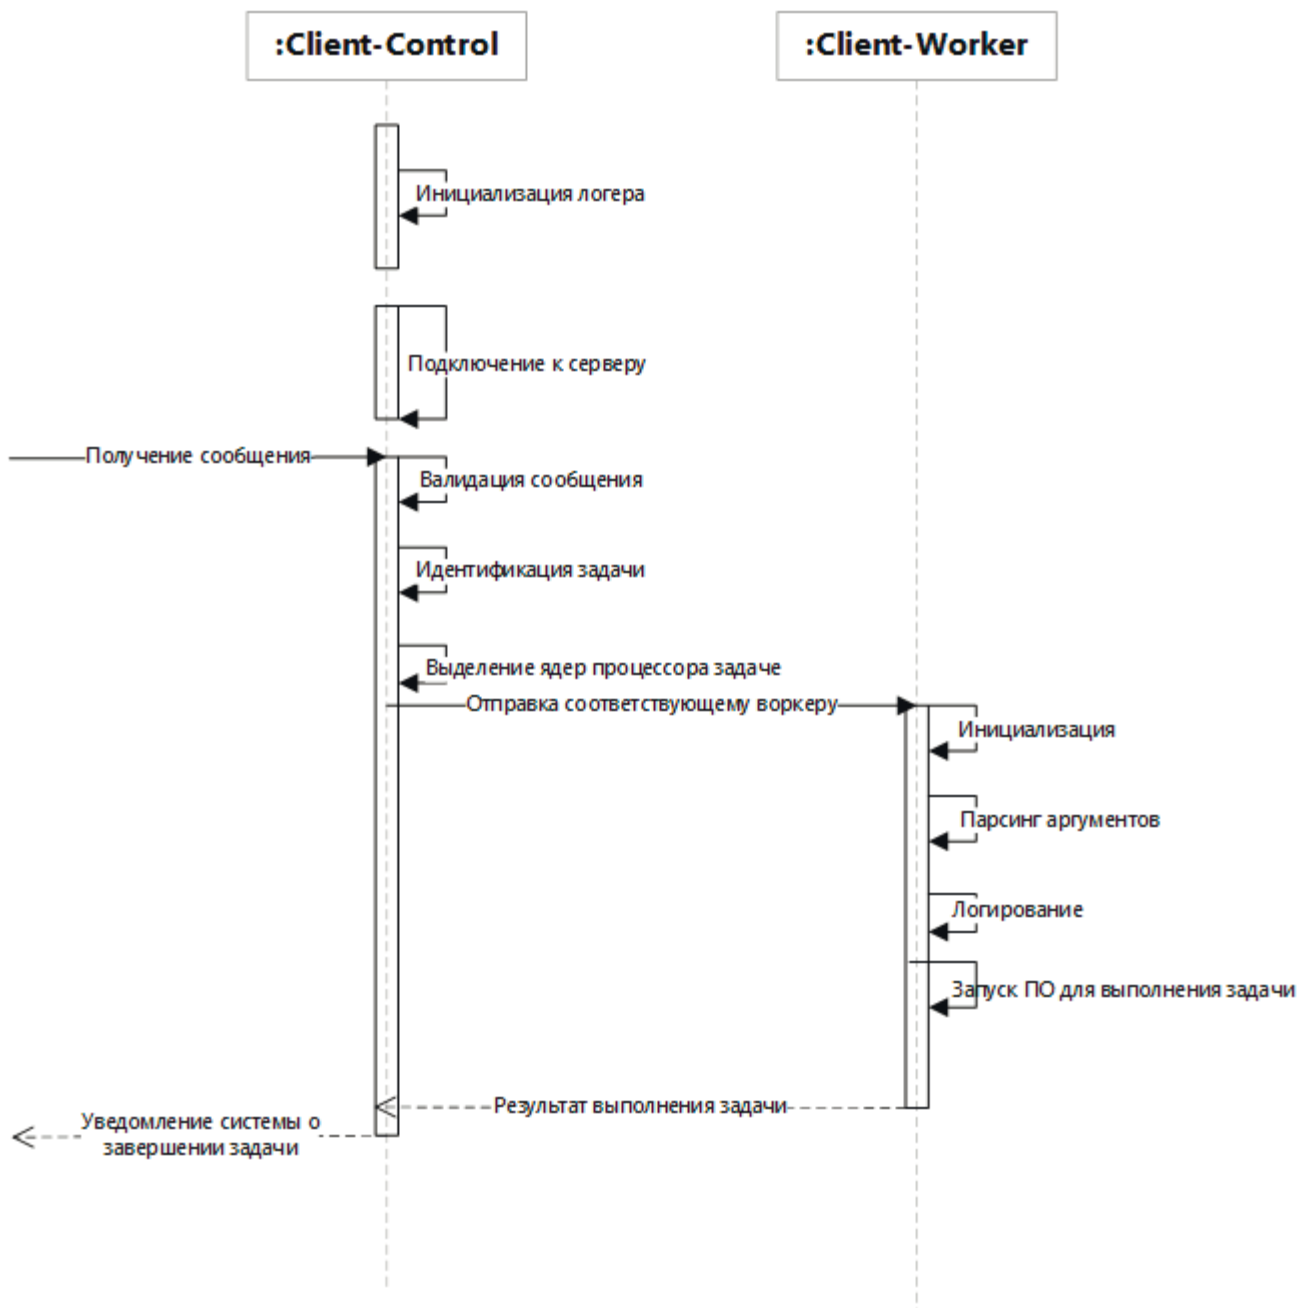 :Client-Control
:Client-Worker
Инициализация логера
Подключение к серверу
Получение сообщения
Валидация сообщения
Идентификация задачи
Выделение ядер процессора задаче
Отправка соответствующему воркеру
Инициализация
Парсинг аргументов
Логирование
Запуск ПО для выполнения задачи
Результат выполнения задачи
Уведомление системы о
завершении задачи